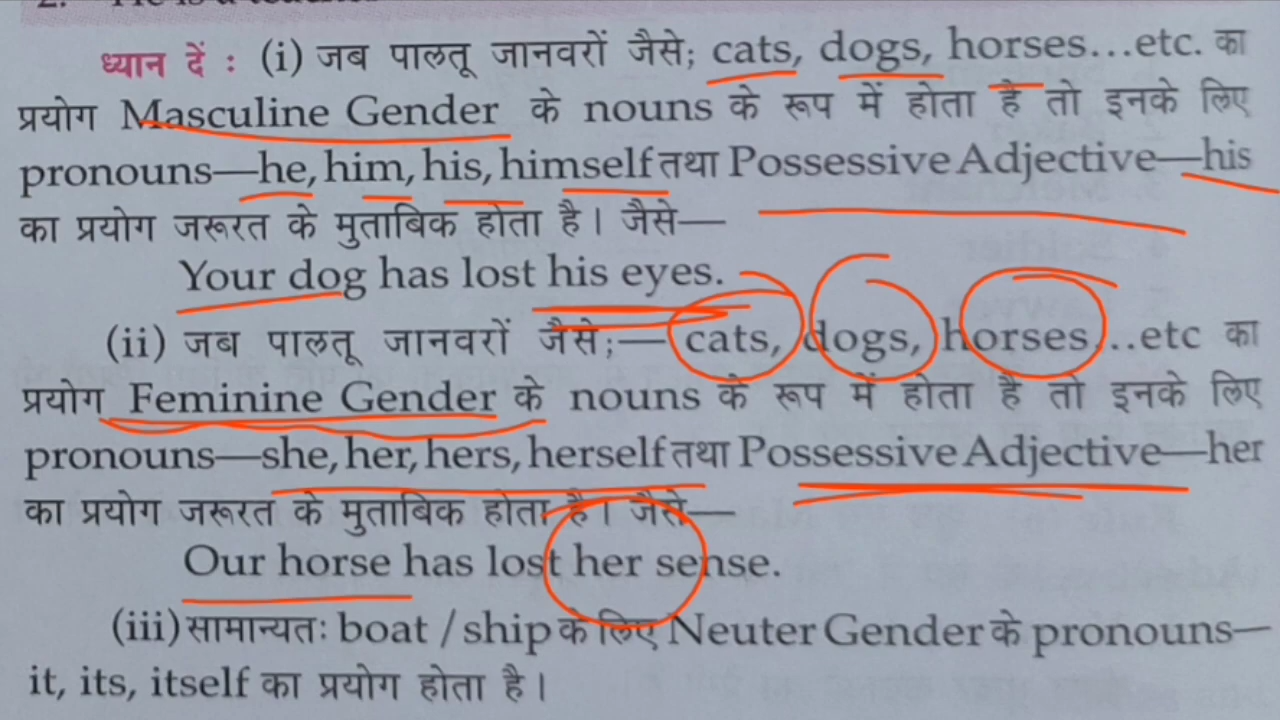 ध्यान दें : (i) जब पालतू जानवरों जैसे; cats, dogs, horses...etc. का
प्रयोग Masculine Gender के nouns के रूप में होता है तो इनके लिए
pronouns—he, him, his, himself तथा Possessive Adjective—his
का प्रयोग जरूरत के मुताबिक होता है। जैसे—
Your dog has lost his eyes.
(ii) जब पालतू जानवरों जैसे;— cats, dogs, horses...etc का
प्रयोग Feminine Gender के nouns के रूप में होता है तो इनके लिए
pronouns—she, her, hers, herself तथा Possessive Adjective—her
का प्रयोग जरूरत के मुताबिक होता है। जैसे—
Our horse has lost her sense.
(iii) सामान्यतः boat / ship के लिए Neuter Gender के pronouns—
it, its, itself का प्रयोग होता है।